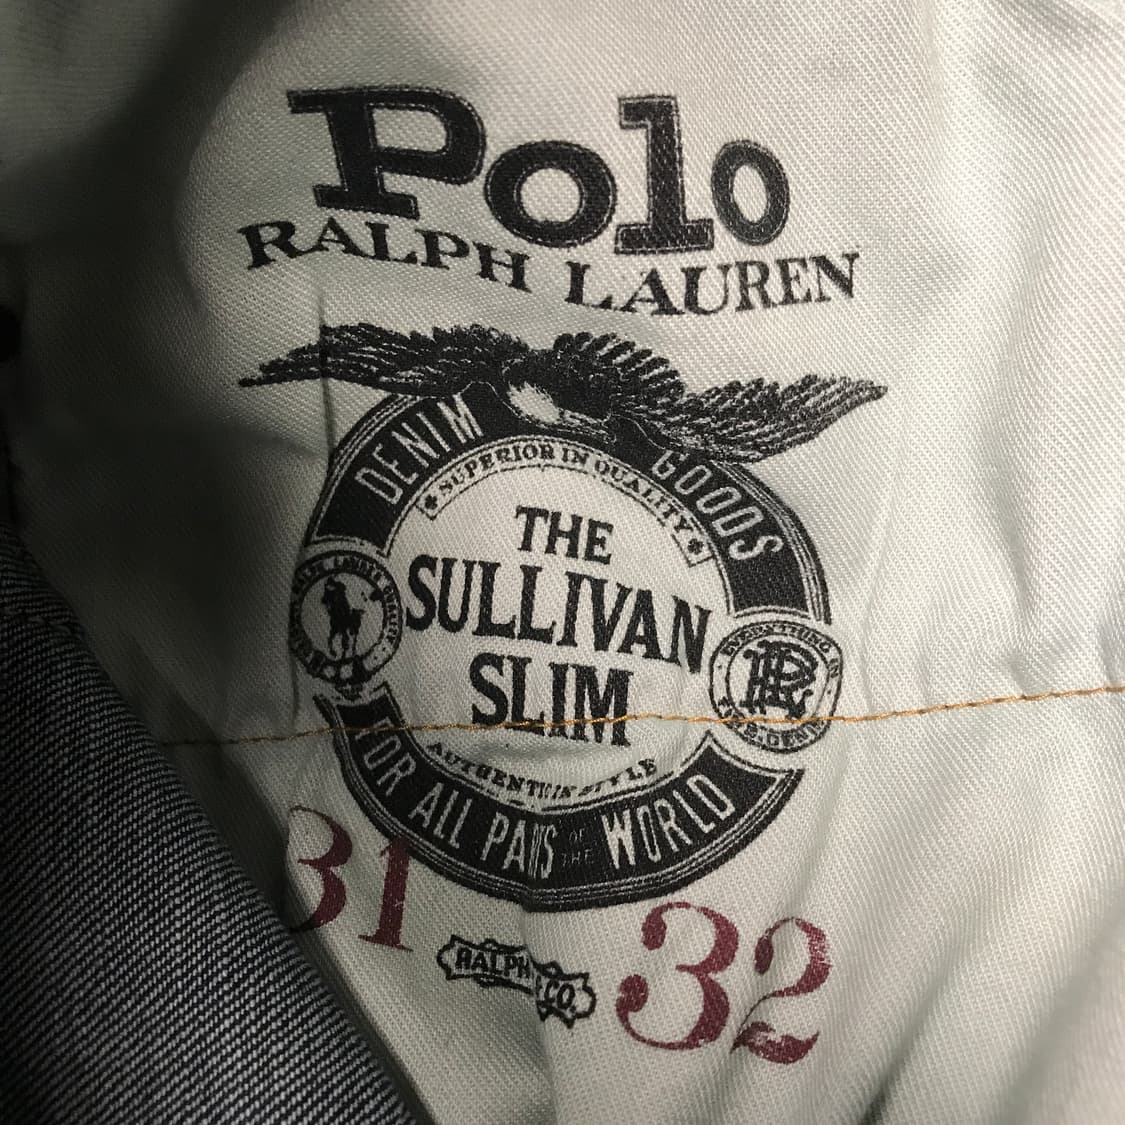 Polo
RALPH LAUREN
DENIM GOODS
SUPERIOR IN QUALITY
THE
SULLIVAN
SLIM
AUTHENTIC IN STYLE
FOR ALL PARTS OF THE WORLD
31
32
RALPH & CO.